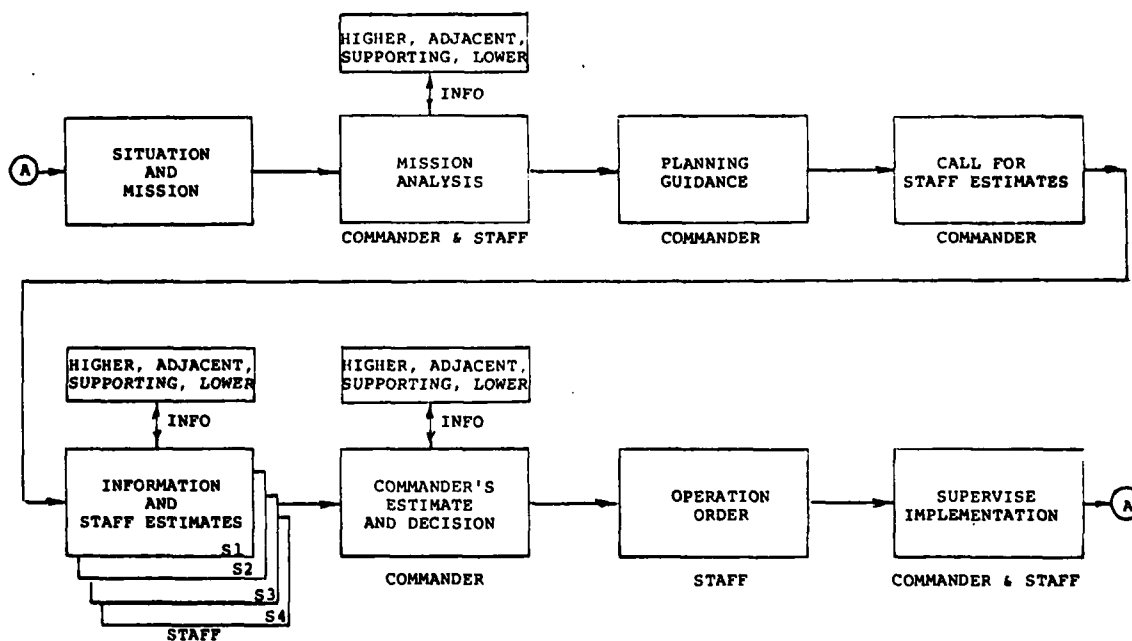 HIGHER, ADJACENT,
SUPPORTING, LOWER
INFO
A
SITUATION
AND
MISSION
MISSION
ANALYSIS
PLANNING
GUIDANCE
CALL FOR
STAFF ESTIMATES
COMMANDER & STAFF
COMMANDER
COMMANDER
HIGHER, ADJACENT,
SUPPORTING, LOWER
HIGHER, ADJACENT,
SUPPORTING, LOWER
INFO
INFO
INFORMATION
AND
STAFF ESTIMATES
S1
S2
S3
S4
STAFF
COMMANDER'S
ESTIMATE
AND DECISION
COMMANDER
OPERATION
ORDER
STAFF
SUPERVISE
IMPLEMENTATION
COMMANDER & STAFF
A